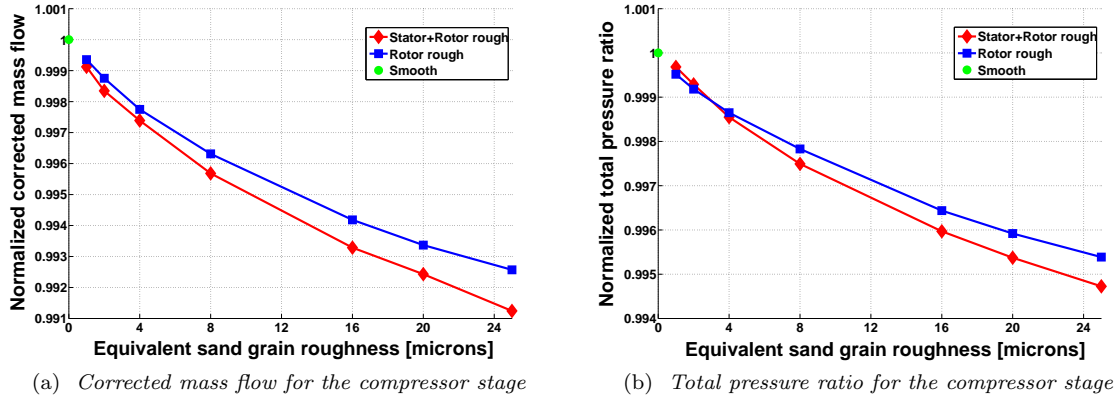 1.001
1
0.999
0.998
0.997
0.996
0.995
0.994
0.993
0.992
0.991
Normalized corrected mass flow
0 4 8 12 16 20 24
Equivalent sand grain roughness [microns]
Stator+Rotor rough
Rotor rough
Smooth
(a) Corrected mass flow for the compressor stage
1.001
1
0.999
0.998
0.997
0.996
0.995
0.994
Normalized total pressure ratio
0 4 8 12 16 20 24
Equivalent sand grain roughness [microns]
Stator+Rotor rough
Rotor rough
Smooth
(b) Total pressure ratio for the compressor stage